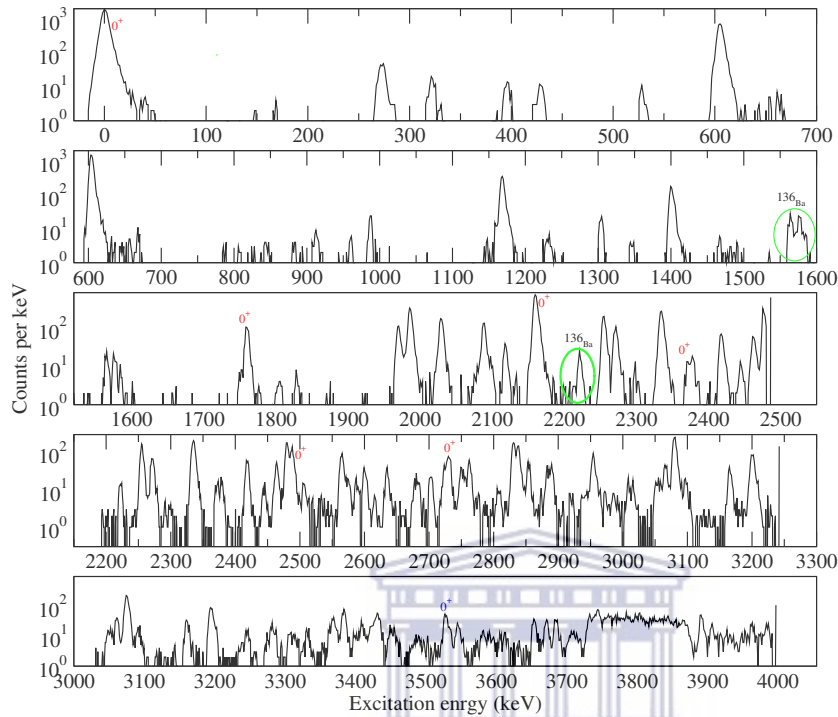 10³
0⁺
10²
10¹
10⁰
0 100 200 300 400 500 600 700
10³
136Ba
10²
10¹
10⁰
600 700 800 900 1000 1100 1200 1300 1400 1500 1600
Counts per keV
0⁺
0⁺
136Ba
0⁺
10²
10¹
10⁰
1600 1700 1800 1900 2000 2100 2200 2300 2400 2500
10²
0⁺
0⁺
10¹
10⁰
2200 2300 2400 2500 2600 2700 2800 2900 3000 3100 3200 3300
10²
0⁺
10¹
10⁰
3000 3100 3200 3300 3400 3500 3600 3700 3800 3900 4000
Excitation enrgy (keV)